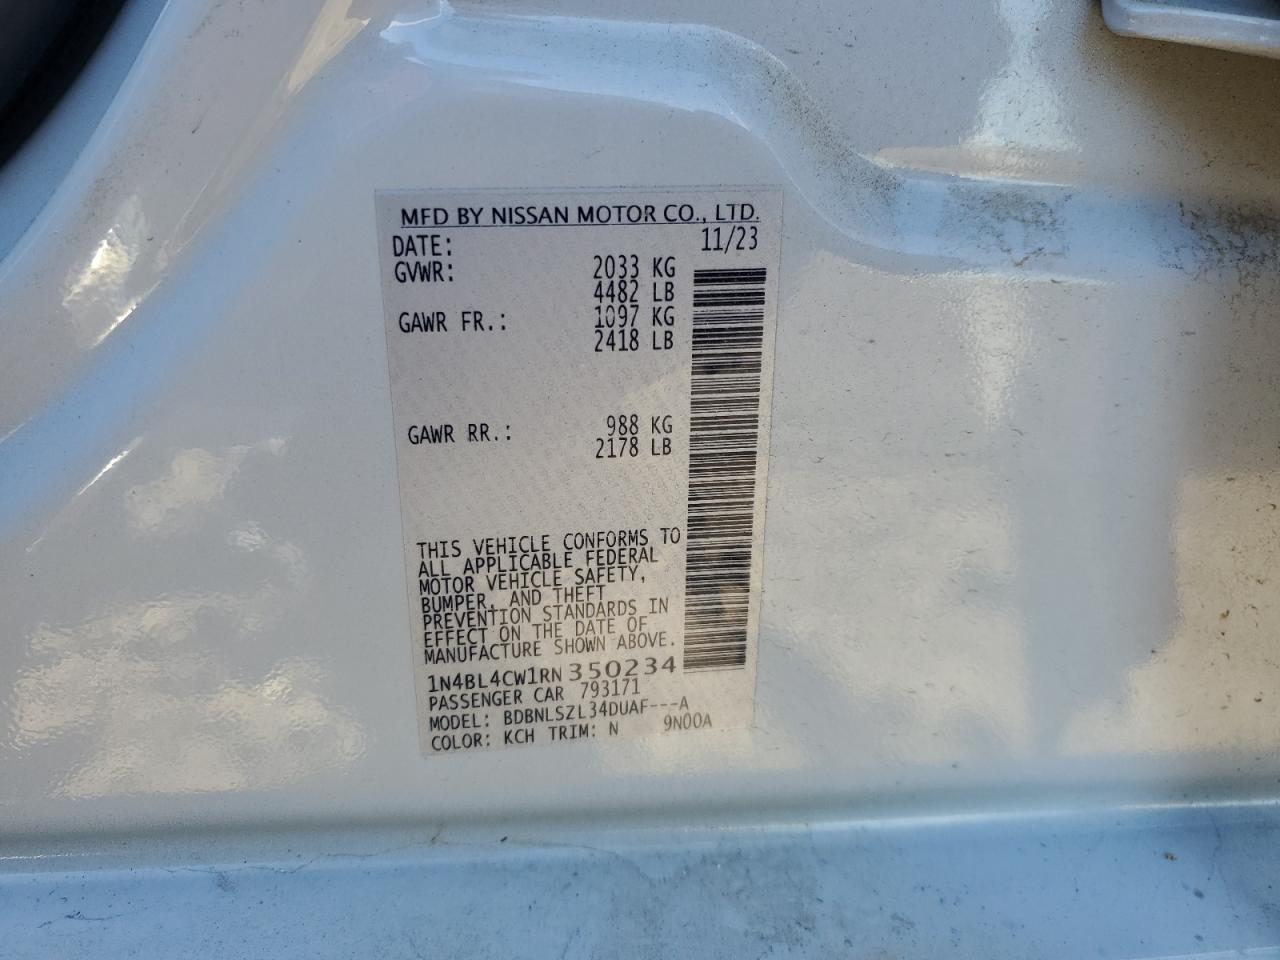 MFD BY NISSAN MOTOR CO., LTD.
DATE: 11/23
GVWR: 2033 KG
4482 LB
GAWR FR.: 1097 KG
2418 LB
GAWR RR.: 988 KG
2178 LB
THIS VEHICLE CONFORMS TO
ALL APPLICABLE FEDERAL
MOTOR VEHICLE SAFETY,
BUMPER, AND THEFT
PREVENTION STANDARDS IN
EFFECT ON THE DATE OF
MANUFACTURE SHOWN ABOVE.
1N4BL4CW1RN350234
PASSENGER CAR 793171
MODEL: BDBNLSZL34DUAF---A
COLOR: KCH TRIM: N 9N00A